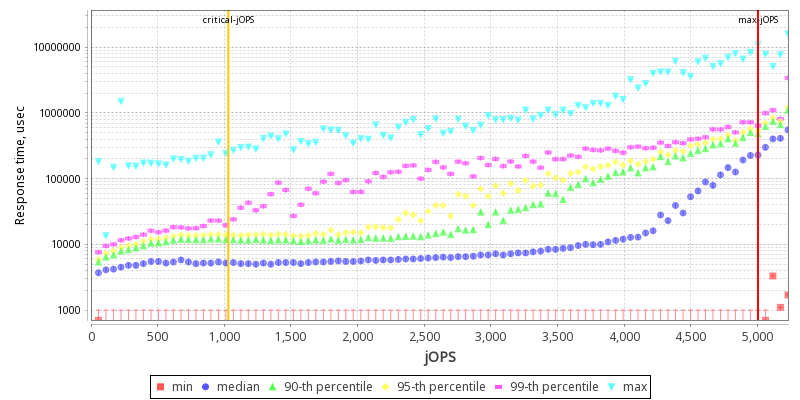 critical-jOPS
max-jOPS
Response time, usec
10000000
1000000
100000
10000
1000
0
500
1,000
1,500
2,000
2,500
3,000
3,500
4,000
4,500
5,000
jOPS
min
median
90-th percentile
95-th percentile
99-th percentile
max